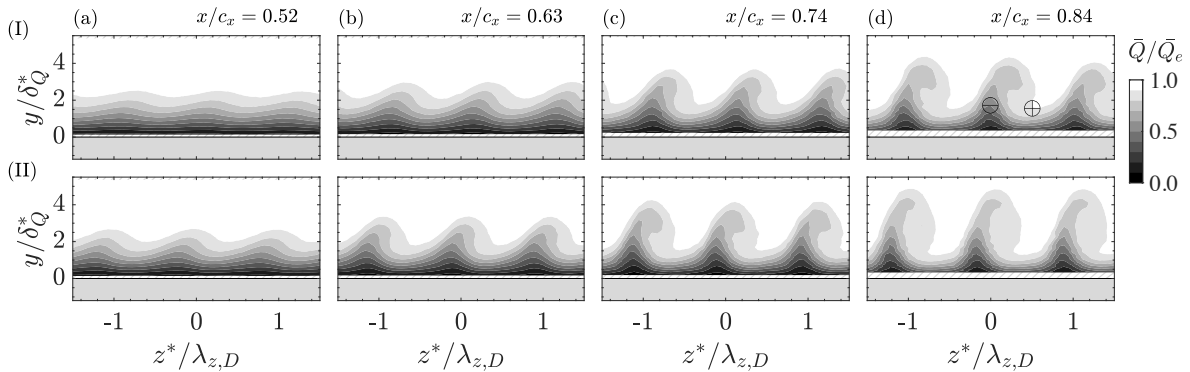 (I) (a) x/c_x = 0.52 (b) x/c_x = 0.63 (c) x/c_x = 0.74 (d) x/c_x = 0.84
y/δ*_Q
4
2
0
Q̄/Q̄_e
1.0
0.5
0.0
(II)
y/δ*_Q
4
2
0
-1 0 1 -1 0 1 -1 0 1 -1 0 1
z*/λ_{z,D} z*/λ_{z,D} z*/λ_{z,D} z*/λ_{z,D}